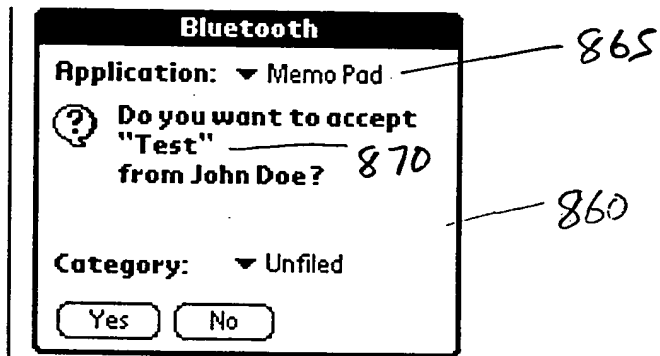 Bluetooth
Application: Memo Pad
865
Do you want to accept
"Test"
870
from John Doe?
860
Category: Unfiled
Yes No